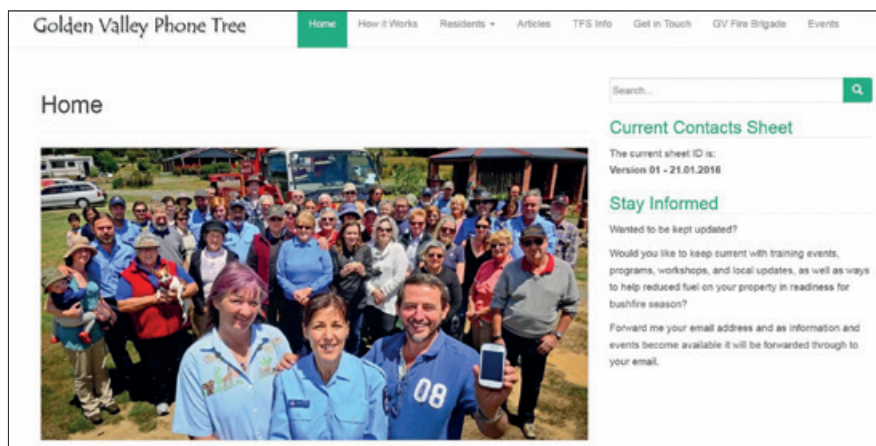 Golden Valley Phone Tree
Home How it Works Residents Articles TFS Info Get in Touch GV Fire Brigade Events
Home
Search...
Current Contacts Sheet
The current sheet ID is:
Version 01 - 21.01.2016
Stay Informed
Wanted to be kept updated?
Would you like to keep current with training events,
programs, workshops, and local updates, as well as ways
to help reduced fuel on your property in readiness for
bushfire season?
Forward me your email address and as information and
events become available it will be forwarded through to
your email.
08